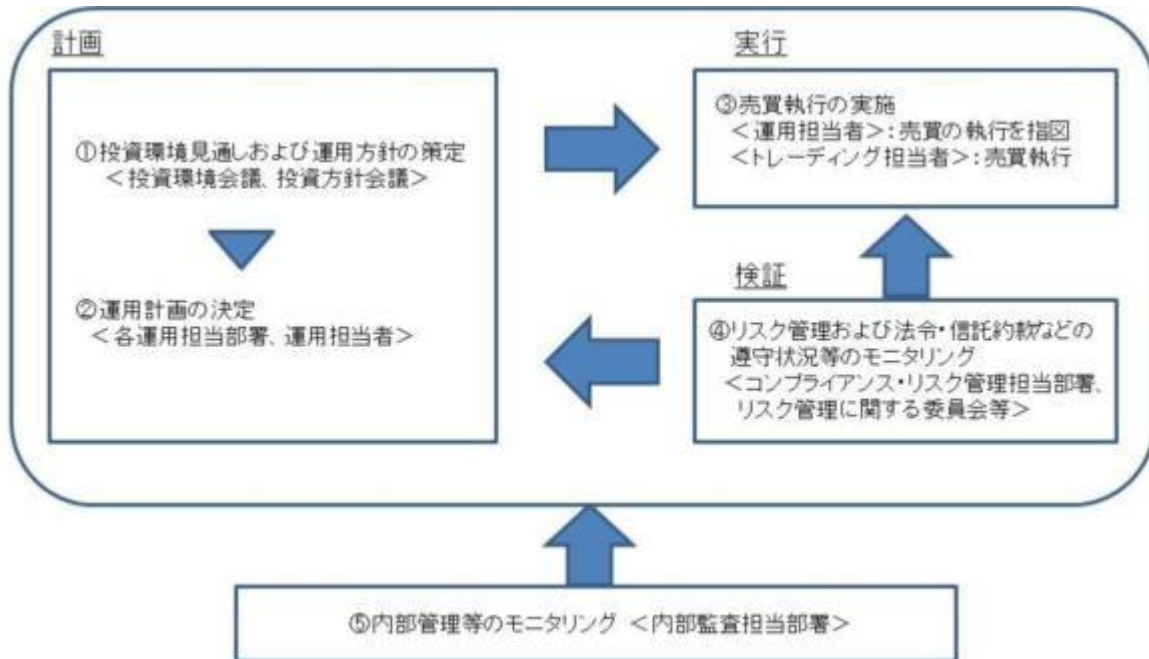 計画
①投資環境見通しおよび運用方針の策定
＜投資環境会議、投資方針会議＞
②運用計画の決定
＜各運用担当部署、運用担当者＞
実行
③売買執行の実施
＜運用担当者＞：売買の執行を指図
＜トレーディング担当者＞：売買執行
検証
④リスク管理および法令・信託約款などの
遵守状況等のモニタリング
＜コンプライアンス・リスク管理担当部署、
リスク管理に関する委員会等＞
⑤内部管理等のモニタリング ＜内部監査担当部署＞